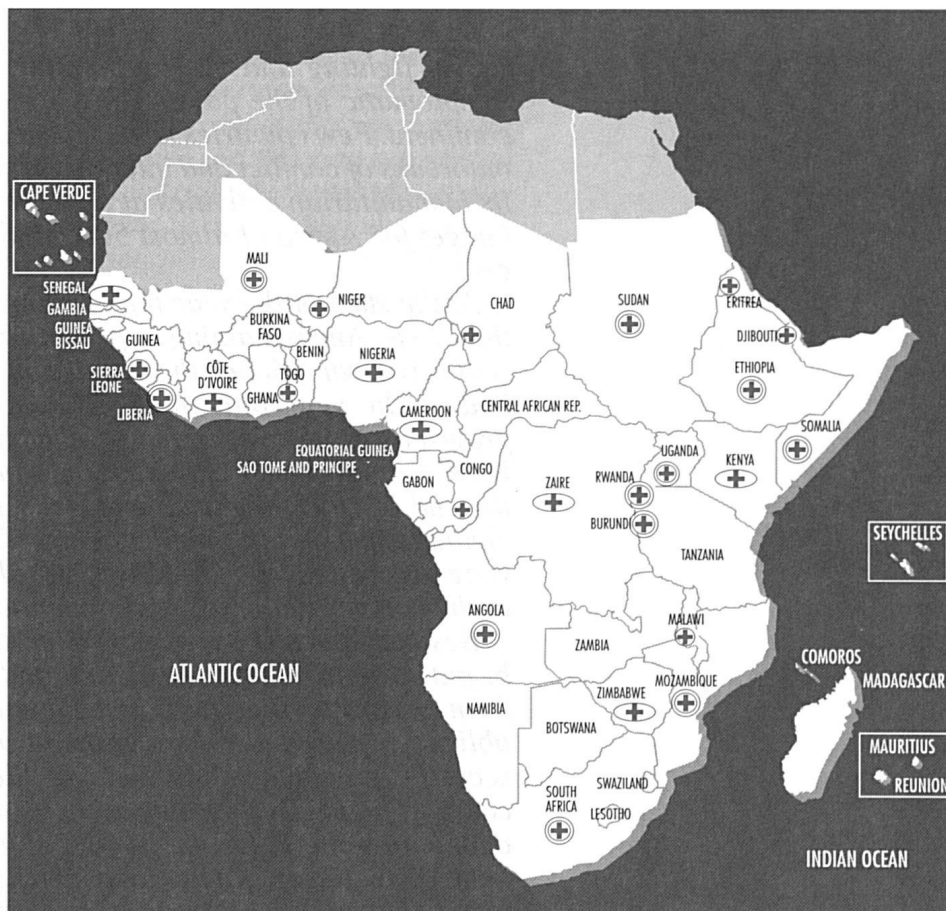 CAPE VERDE
SENEGAL
GAMBIA
GUINEA
BISSAU
GUINEA
SIERRA
LEONE
LIBERIA
MALI
BURKINA
FASO
CÔTE
D'IVOIRE
GHANA
TOGO
BENIN
NIGER
NIGERIA
CHAD
SUDAN
ERITREA
DJIBOUTI
ETHIOPIA
SOMALIA
CAMEROON
CENTRAL AFRICAN REP.
EQUATORIAL GUINEA
SAO TOME AND PRINCIPE
GABON
CONGO
ZAIRE
RWANDA
BURUNDI
UGANDA
KENYA
TANZANIA
SEYCHELLES
ANGOLA
ZAMBIA
MALAWI
MOZAMBIQUE
COMOROS
MADAGASCAR
ATLANTIC OCEAN
NAMIBIA
BOTSWANA
ZIMBABWE
MAURITIUS
REUNION
SOUTH
AFRICA
SWAZILAND
LESOTHO
INDIAN OCEAN